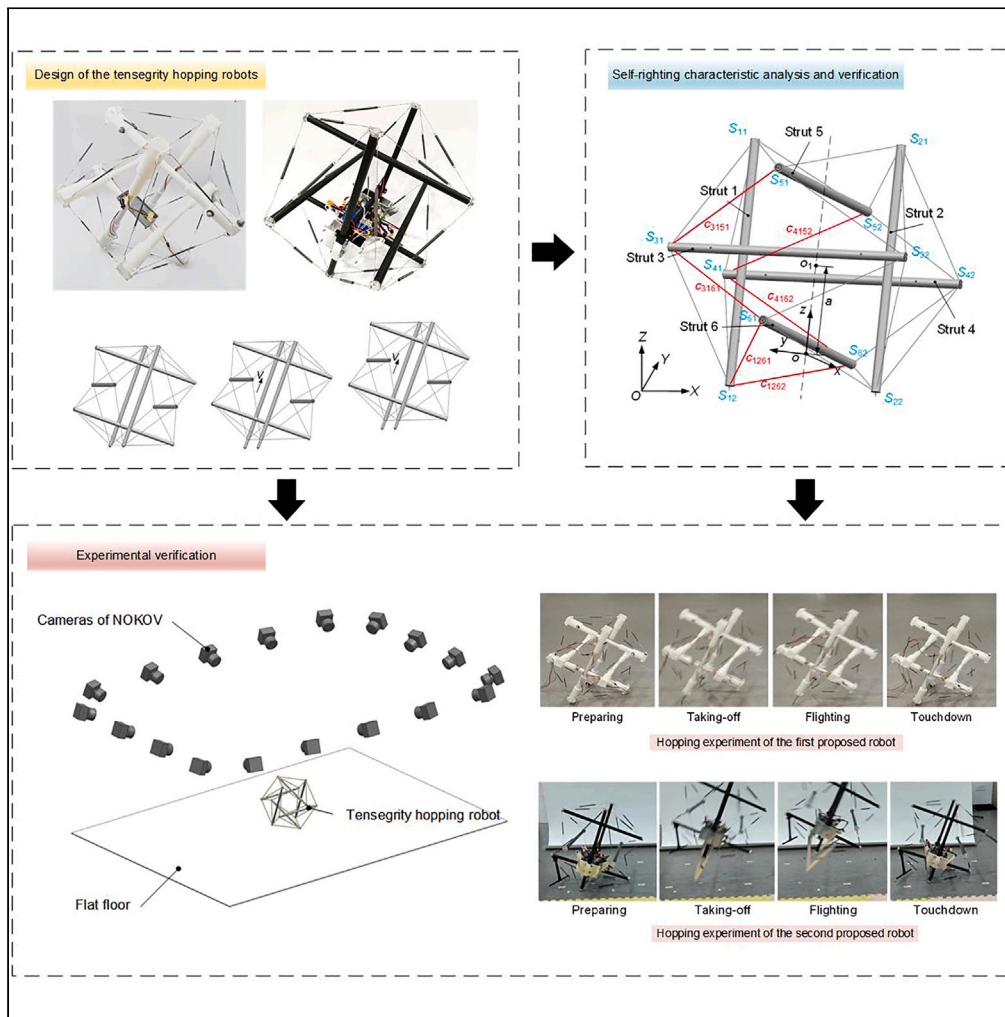 Design of the tensegrity hopping robots
v
v
Self-righting characteristic analysis and verification
S11
Strut 5
S21
S51
Strut 1
S52
Strut 2
c3151
c4152
S31
S32
Strut 3
S41
o1
S42
c3161
c4162
a
Strut 4
S61
z
Strut 6
y
S62
Z
Y
o
x
c1261
O
X
c1262
S12
S22
Experimental verification
Cameras of NOKOV
Tensegrity hopping robot
Flat floor
Preparing Taking-off Flighting Touchdown
Hopping experiment of the first proposed robot
Preparing Taking-off Flighting Touchdown
Hopping experiment of the second proposed robot